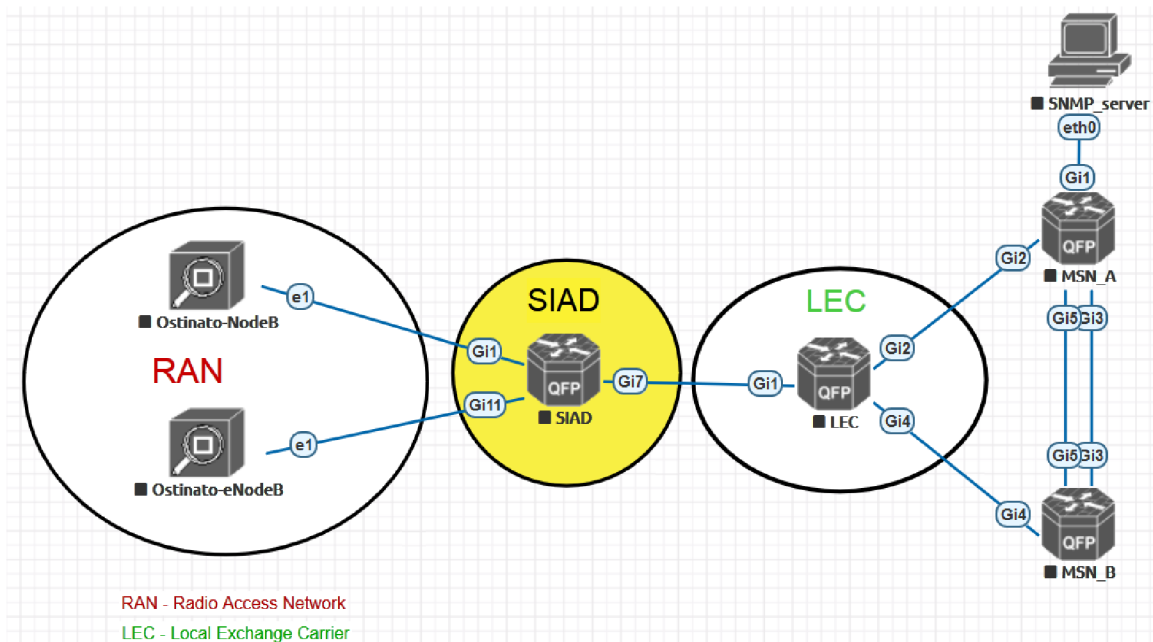 SNMP_server
eth0
Gi1
QFP
MSN_A
Gi2
Gi5
Gi3
SIAD
LEC
Ostinato-NodeB
e1
RAN
Gi1
QFP
Gi7
Gi1
QFP
Gi2
Gi11
SIAD
LEC
Gi4
e1
Ostinato-eNodeB
Gi5
Gi3
Gi4
QFP
MSN_B
RAN - Radio Access Network
LEC - Local Exchange Carrier